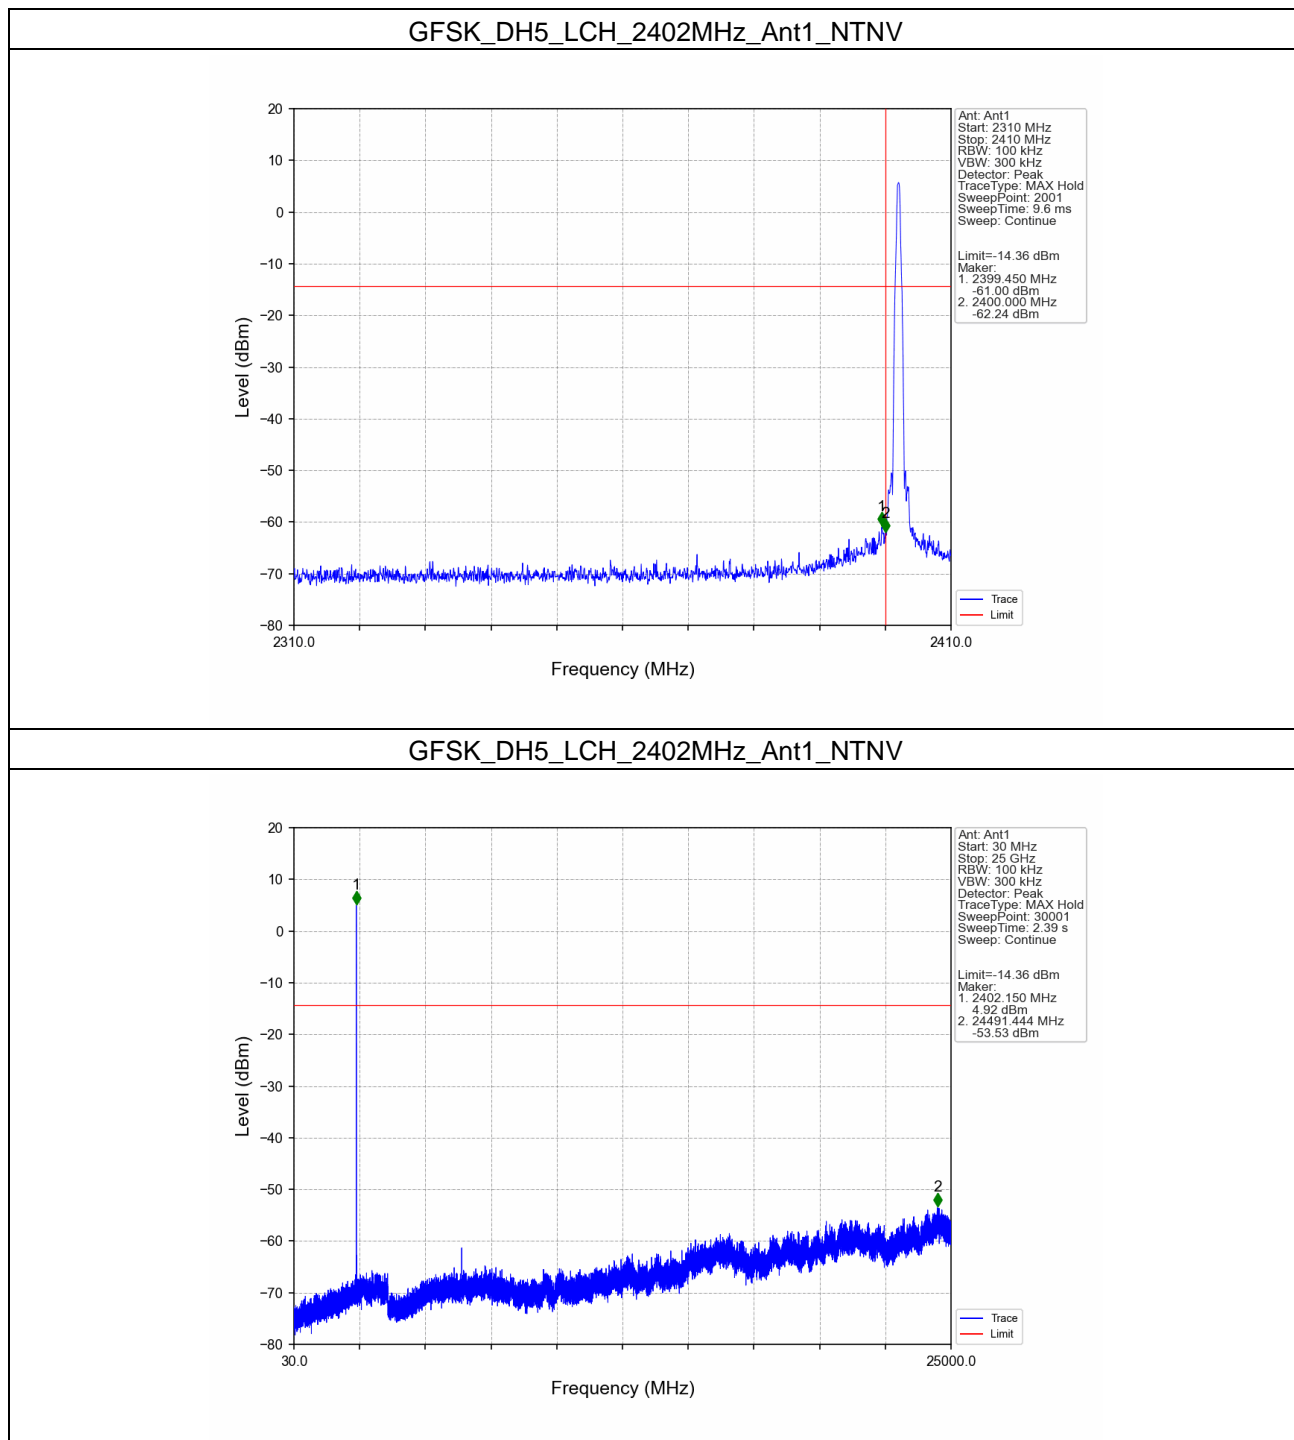 GFSK_DH5_LCH_2402MHz_Ant1_NTNV
20
10
0
−10
−20
−30
−40
−50
−60
−70
−80
Level (dBm)
1
2
2310.0
2410.0
Frequency (MHz)
Ant: Ant1
Start: 2310 MHz
Stop: 2410 MHz
RBW: 100 kHz
VBW: 300 kHz
Detector: Peak
TraceType: MAX Hold
SweepPoint: 2001
SweepTime: 9.6 ms
Sweep: Continue
Limit=-14.36 dBm
Maker:
1. 2399.450 MHz
-61.00 dBm
2. 2400.000 MHz
-62.24 dBm
Trace
Limit
GFSK_DH5_LCH_2402MHz_Ant1_NTNV
20
10
0
−10
−20
−30
−40
−50
−60
−70
−80
Level (dBm)
1
2
30.0
25000.0
Frequency (MHz)
Ant: Ant1
Start: 30 MHz
Stop: 25 GHz
RBW: 100 kHz
VBW: 300 kHz
Detector: Peak
TraceType: MAX Hold
SweepPoint: 30001
SweepTime: 2.39 s
Sweep: Continue
Limit=-14.36 dBm
Maker:
1. 2402.150 MHz
4.92 dBm
2. 24491.444 MHz
-53.53 dBm
Trace
Limit